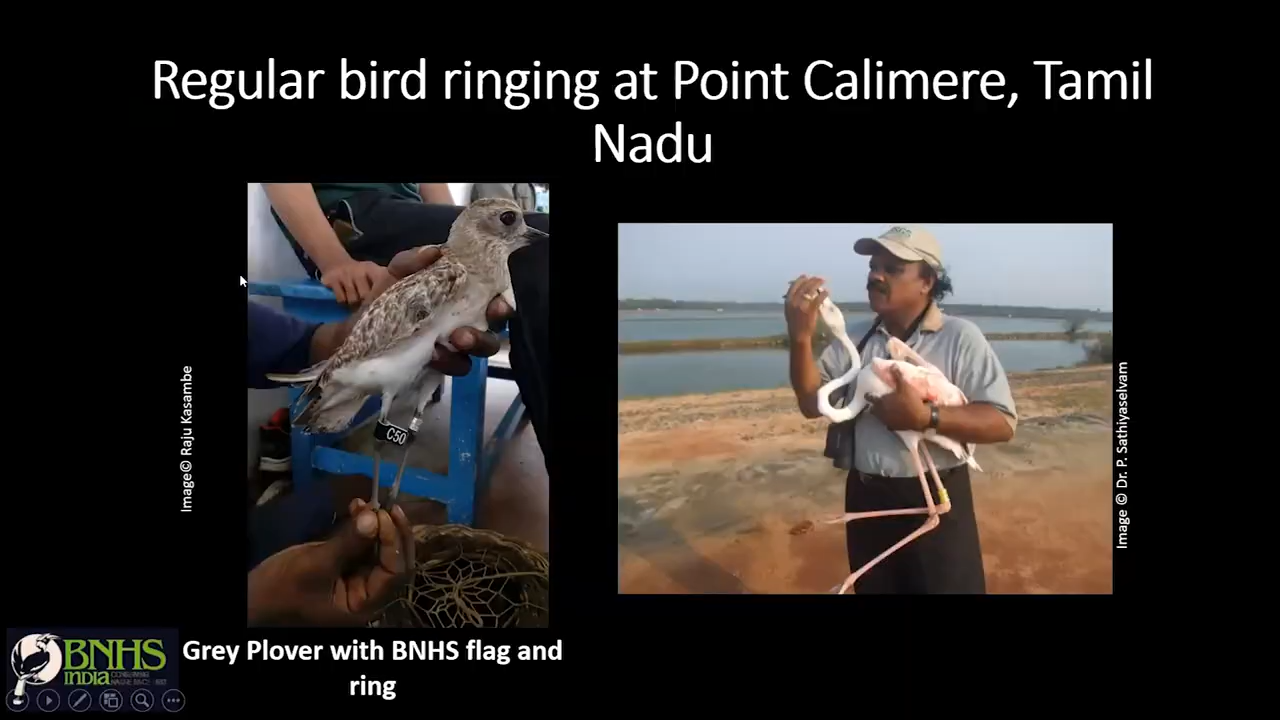 Regular bird ringing at Point Calimere, Tamil
Nadu
C50
Image© Raju Kasambe
Image © Dr. P. Sathiyaselvam
Grey Plover with BNHS flag and
ring
BNHS
INDIA